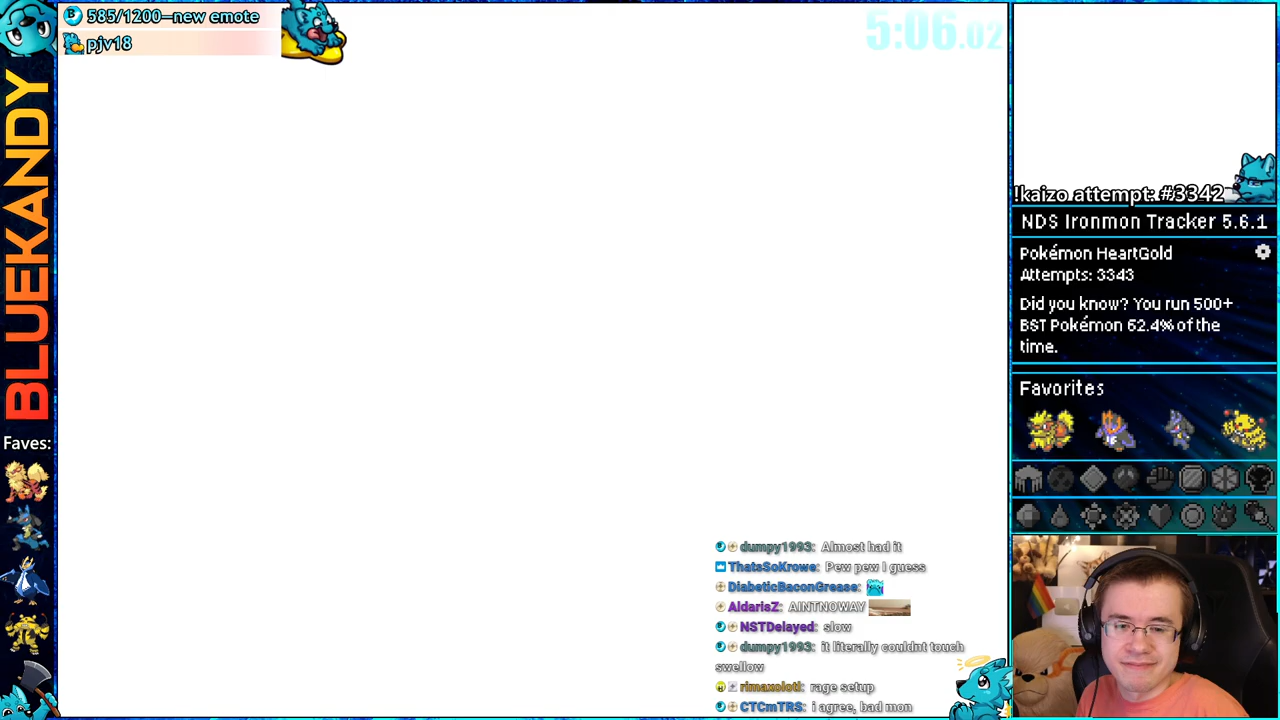 585/1200—new emote
pjv18
5:06.02
BLUEKANDY
Faves:
!kaizo attempt: #3342
NDS Ironmon Tracker 5.6.1
Pokémon HeartGold
Attempts: 3343
Did you know? You run 500+
BST Pokémon 62.4% of the
time.
Favorites
dumpy1993: Almost had it
ThatsSoKrowe: Pew pew I guess
DiabeticBaconGrease:
AldarisZ: AINTNOWAY
NSTDelayed: slow
dumpy1993: it literally couldnt touch
swellow
rimaxolotl: rage setup
CTCmTRS: i agree, bad mon